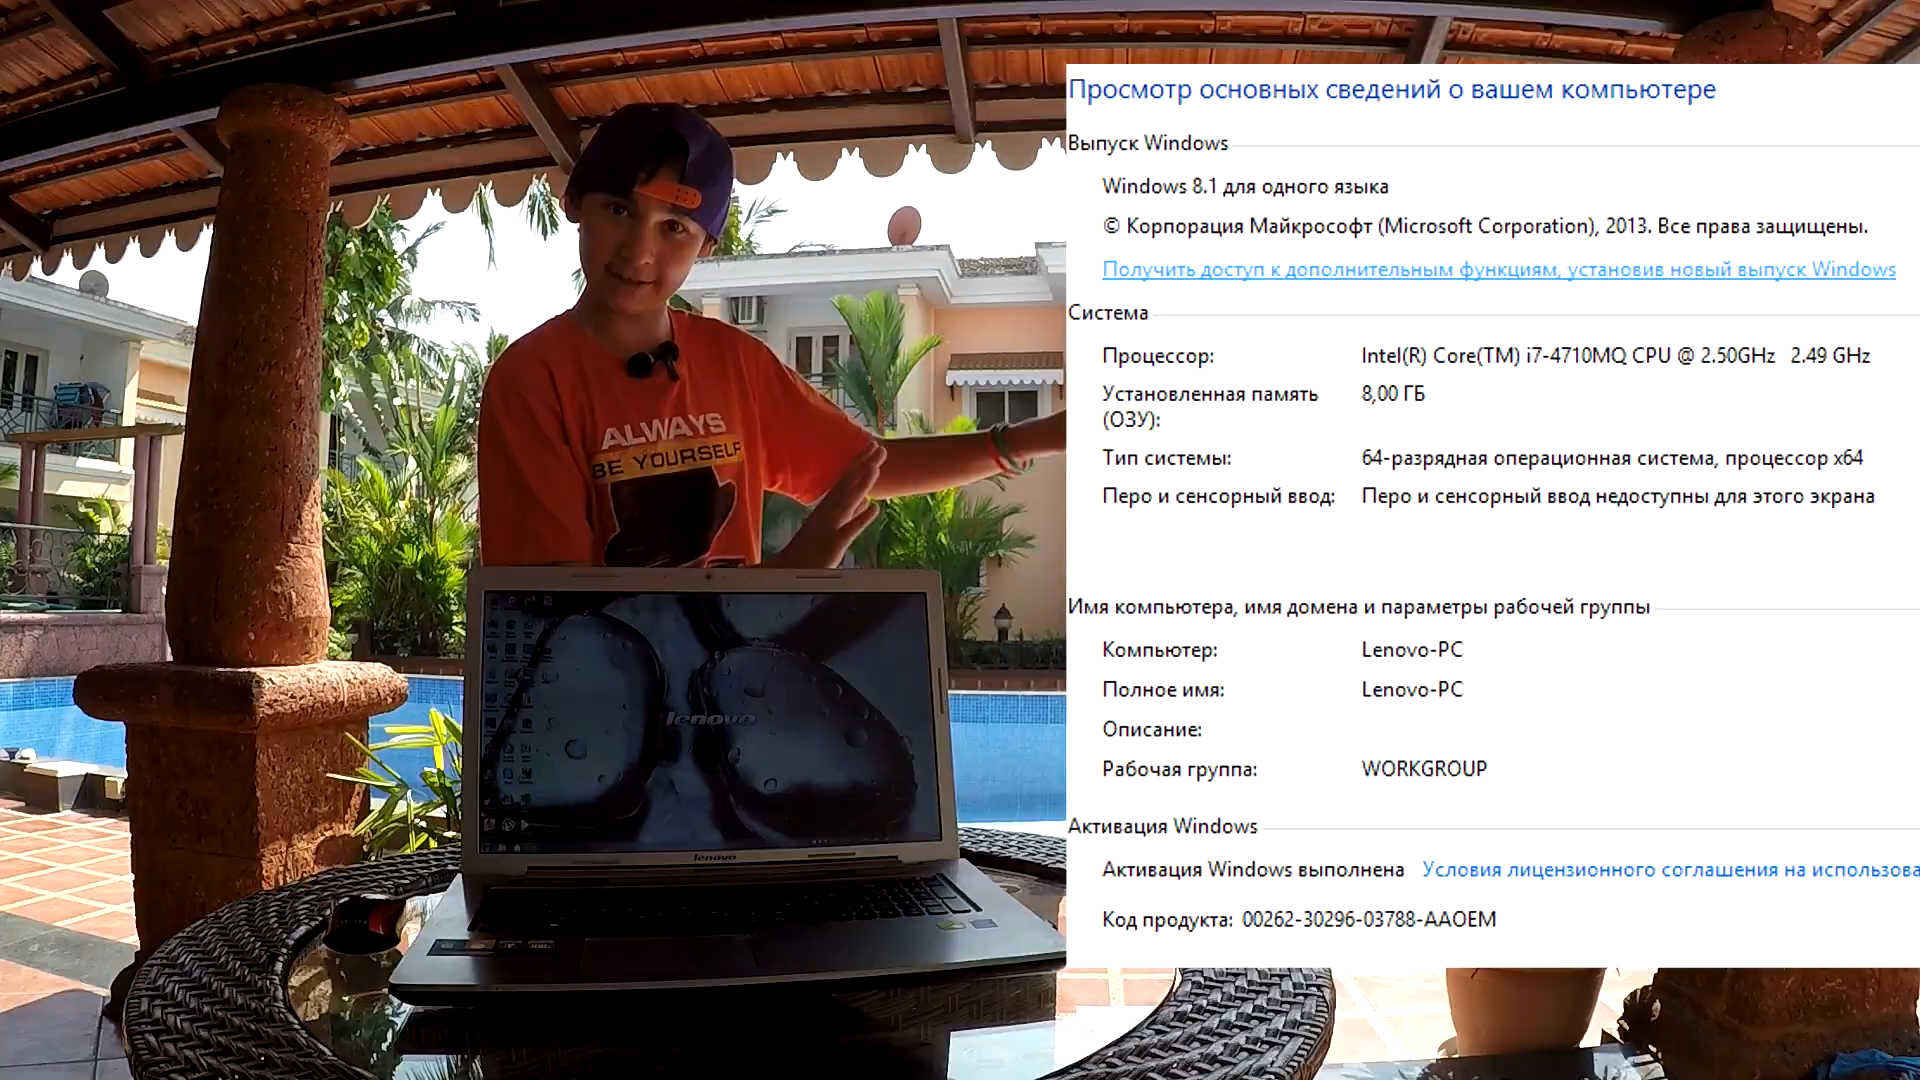 Просмотр основных сведений о вашем компьютере
Выпуск Windows
Windows 8.1 для одного языка
© Корпорация Майкрософт (Microsoft Corporation), 2013. Все права защищены.
Получить доступ к дополнительным функциям, установив новый выпуск Windows
Система
Процессор: Intel(R) Core(TM) i7-4710MQ CPU @ 2.50GHz 2.49 GHz
Установленная память (ОЗУ): 8,00 ГБ
Тип системы: 64-разрядная операционная система, процессор x64
Перо и сенсорный ввод: Перо и сенсорный ввод недоступны для этого экрана
Имя компьютера, имя домена и параметры рабочей группы
Компьютер: Lenovo-PC
Полное имя: Lenovo-PC
Описание:
Рабочая группа: WORKGROUP
Активация Windows
Активация Windows выполнена Условия лицензионного соглашения на использова
Код продукта: 00262-30296-03788-AAOEM
ALWAYS
BE YOURSELF
lenovo
lenovo